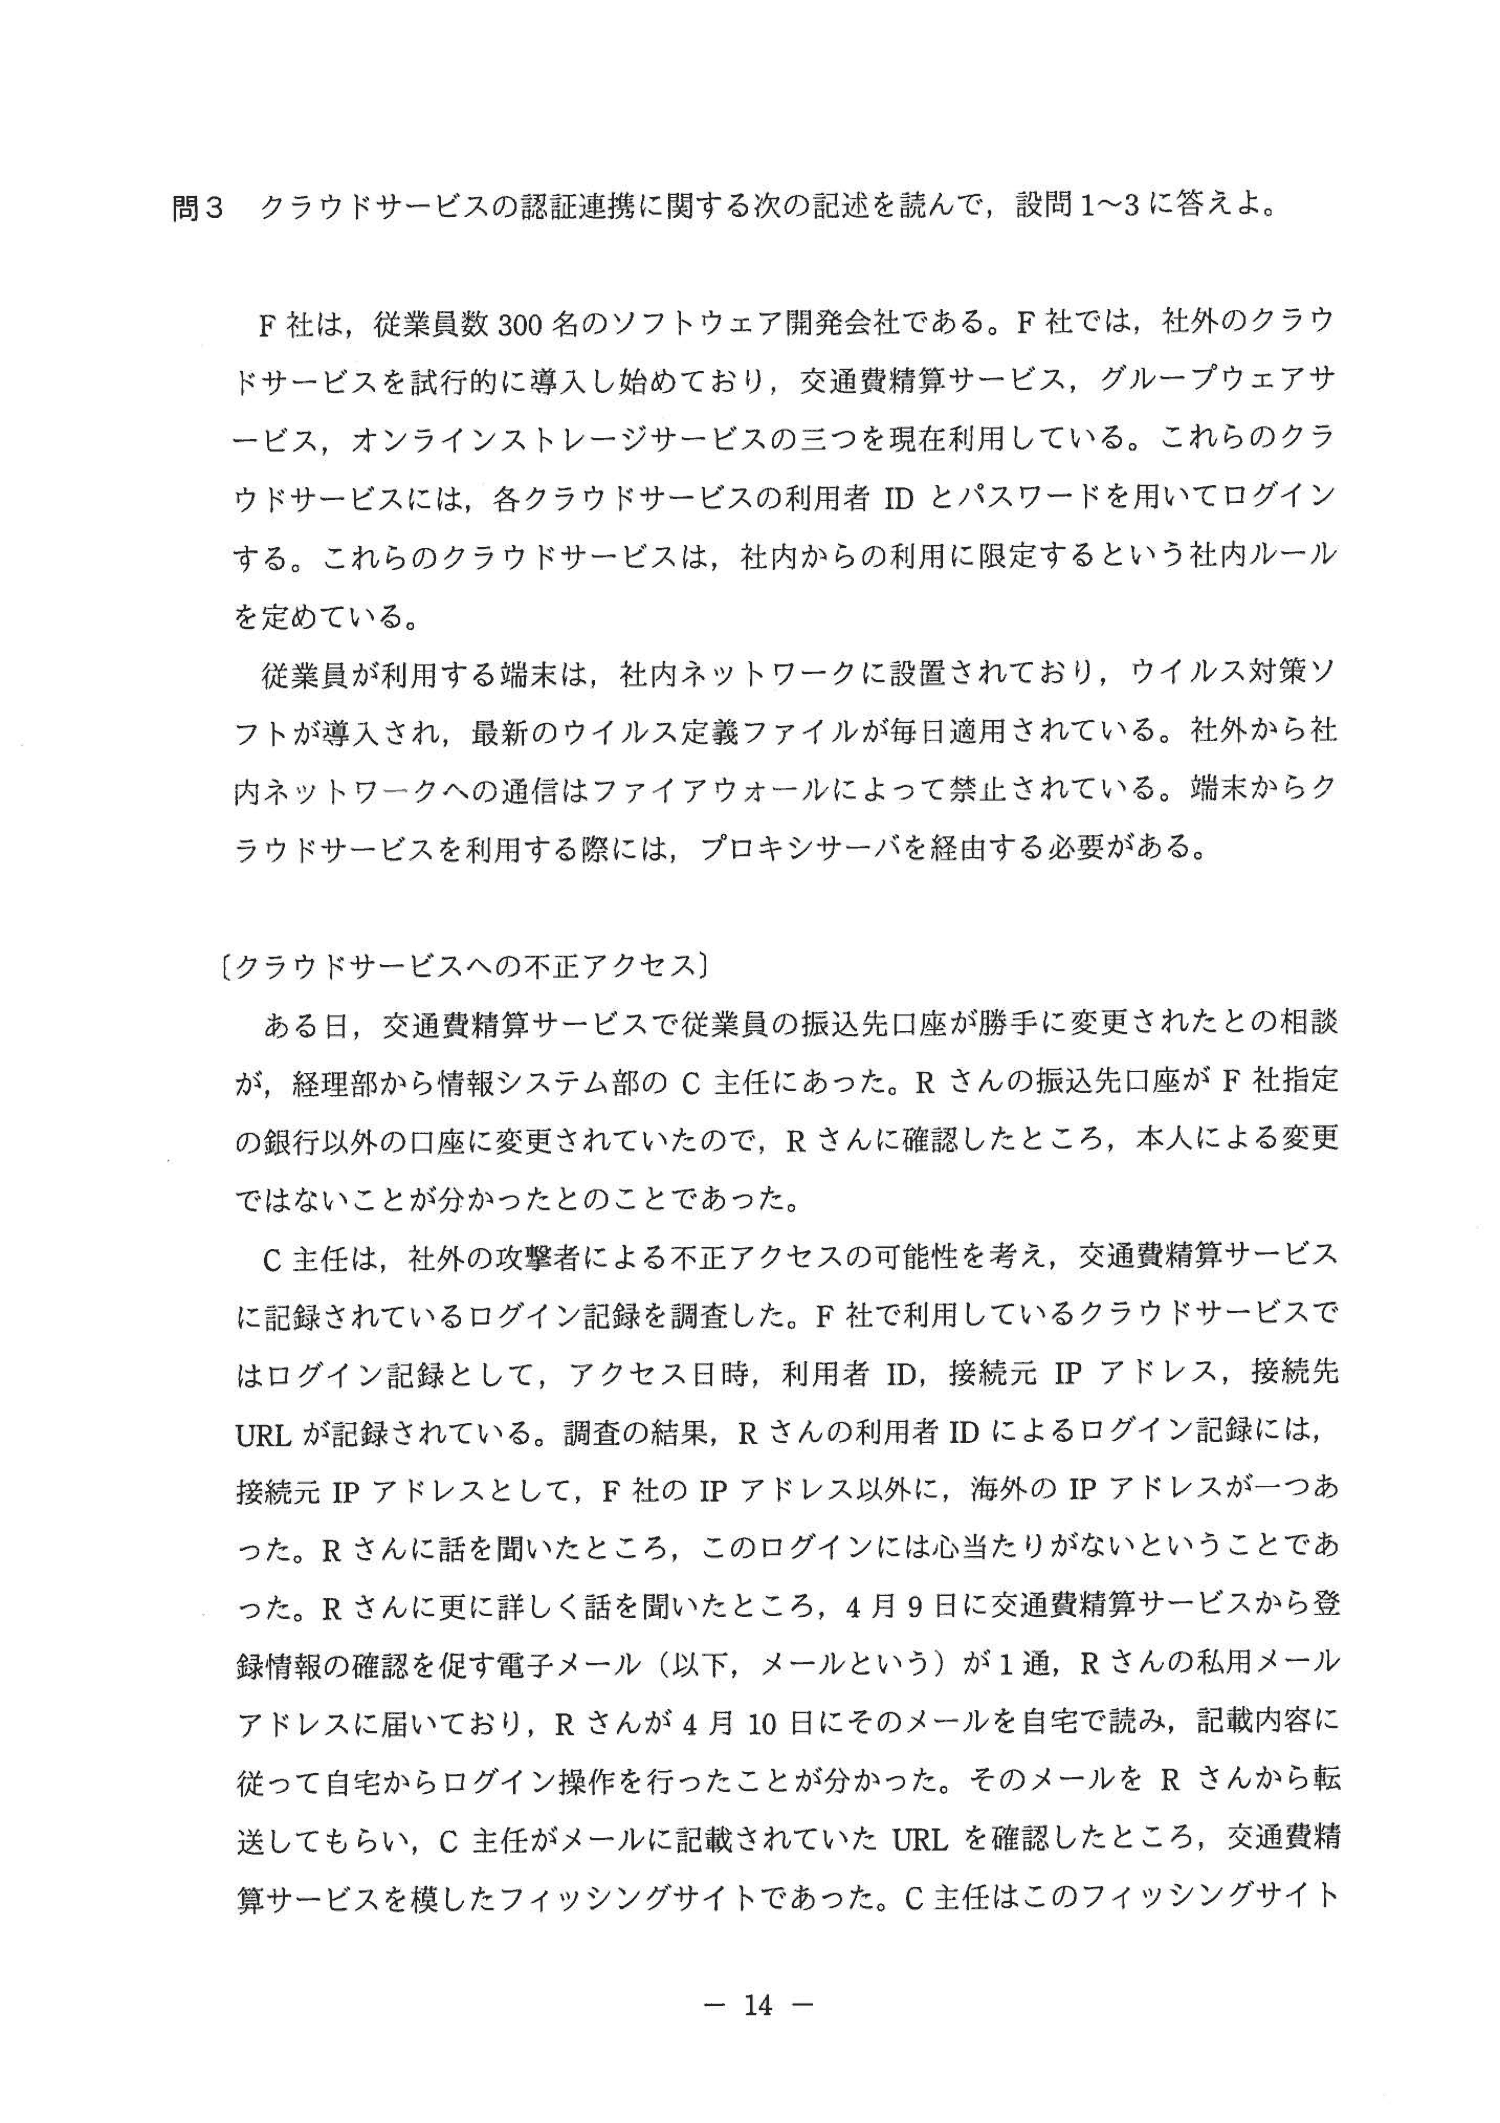 問3　クラウドサービスの認証連携に関する次の記述を読んで，設問1～3に答えよ。
F 社は，従業員数 300 名のソフトウェア開発会社である。F 社では，社外のクラウ
ドサービスを試行的に導入し始めており，交通費精算サービス，グループウェアサ
ービス，オンラインストレージサービスの三つを現在利用している。これらのクラ
ウドサービスには，各クラウドサービスの利用者 ID とパスワードを用いてログイン
する。これらのクラウドサービスは，社内からの利用に限定するという社内ルール
を定めている。
従業員が利用する端末は，社内ネットワークに設置されており，ウイルス対策ソ
フトが導入され，最新のウイルス定義ファイルが毎日適用されている。社外から社
内ネットワークへの通信はファイアウォールによって禁止されている。端末からク
ラウドサービスを利用する際には，プロキシサーバを経由する必要がある。
〔クラウドサービスへの不正アクセス〕
ある日，交通費精算サービスで従業員の振込先口座が勝手に変更されたとの相談
が，経理部から情報システム部の C 主任にあった。R さんの振込先口座が F 社指定
の銀行以外の口座に変更されていたので，R さんに確認したところ，本人による変更
ではないことが分かったとのことであった。
C 主任は，社外の攻撃者による不正アクセスの可能性を考え，交通費精算サービス
に記録されているログイン記録を調査した。F 社で利用しているクラウドサービスで
はログイン記録として，アクセス日時，利用者 ID，接続元 IP アドレス，接続先
URL が記録されている。調査の結果，R さんの利用者 ID によるログイン記録には，
接続元 IP アドレスとして，F 社の IP アドレス以外に，海外の IP アドレスが一つあ
った。R さんに話を聞いたところ，このログインには心当たりがないということであ
った。R さんに更に詳しく話を聞いたところ，4 月 9 日に交通費精算サービスから登
録情報の確認を促す電子メール（以下，メールという）が 1 通，R さんの私用メール
アドレスに届いており，R さんが 4 月 10 日にそのメールを自宅で読み，記載内容に
従って自宅からログイン操作を行ったことが分かった。そのメールを R さんから転
送してもらい，C 主任がメールに記載されていた URL を確認したところ，交通費精
算サービスを模したフィッシングサイトであった。C 主任はこのフィッシングサイト
－ 14 －